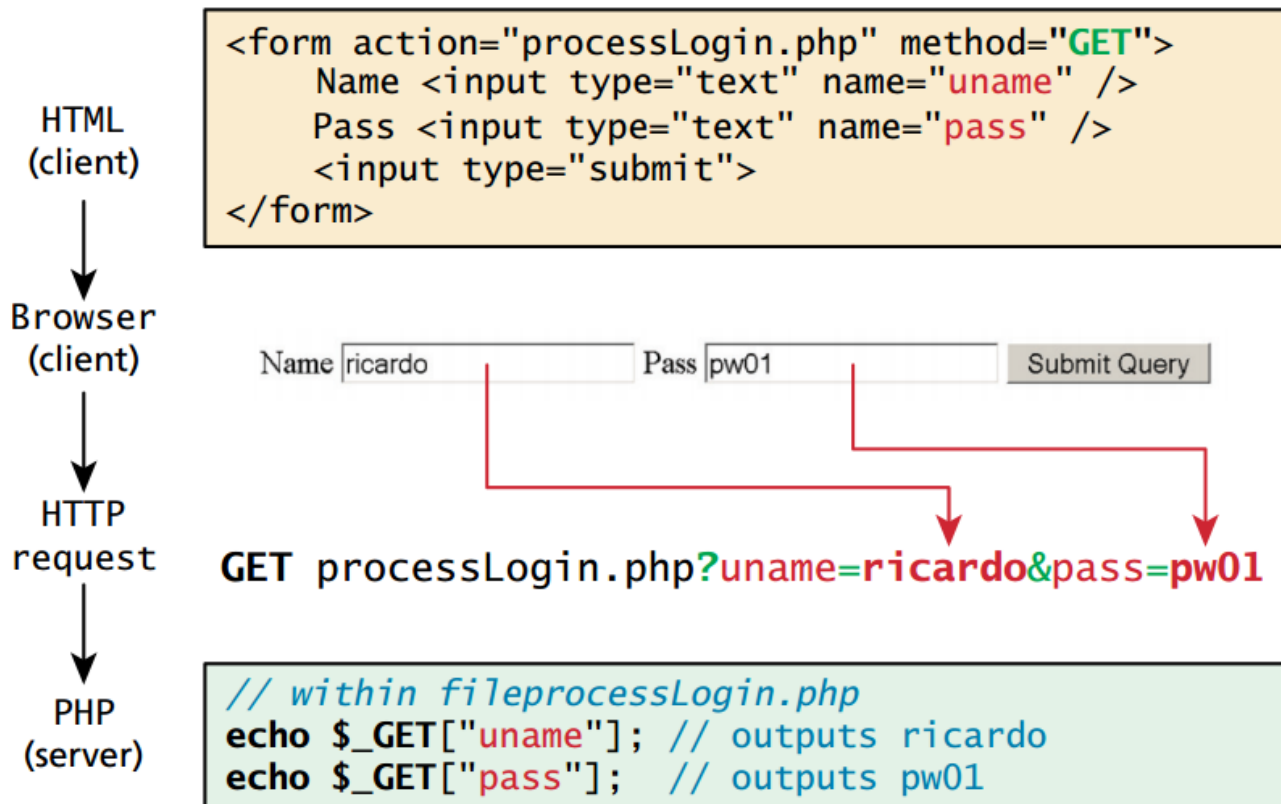 HTML
(client)
<form action="processLogin.php" method="GET">
Name <input type="text" name="uname" />
Pass <input type="text" name="pass" />
<input type="submit">
</form>
Browser
(client)
Name ricardo Pass pw01 Submit Query
HTTP
request
GET processLogin.php?uname=ricardo&pass=pw01
PHP
(server)
// within fileprocessLogin.php
echo $_GET["uname"]; // outputs ricardo
echo $_GET["pass"]; // outputs pw01